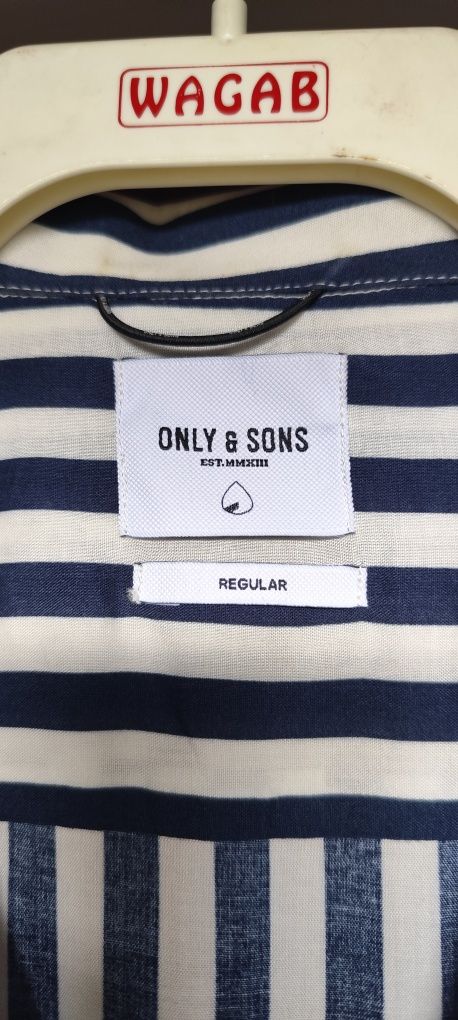 WAGAB
ONLY & SONS
EST. MMXIII
REGULAR